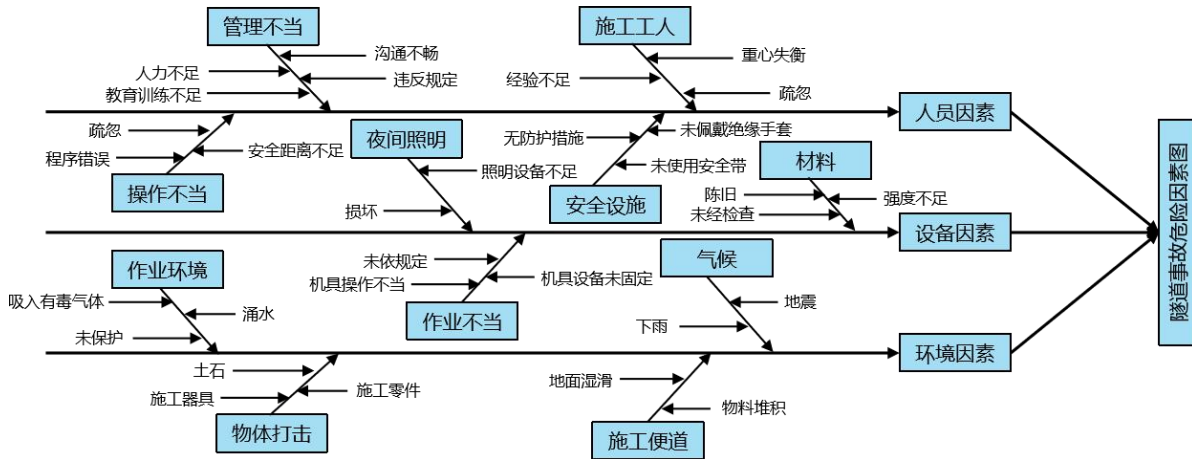 管理不当
施工工人
沟通不畅
重心失衡
人力不足
违反规定
经验不足
教育训练不足
疏忽
人员因素
疏忽
安全距离不足
程序错误
操作不当
夜间照明
照明设备不足
损坏
无防护措施
未佩戴绝缘手套
未使用安全带
安全设施
材料
陈旧
强度不足
未经检查
设备因素
隧道事故危险因素图
作业环境
吸入有毒气体
涌水
未保护
未依规定
机具操作不当
机具设备未固定
作业不当
气候
地震
下雨
环境因素
土石
施工器具
施工零件
物体打击
地面湿滑
物料堆积
施工便道